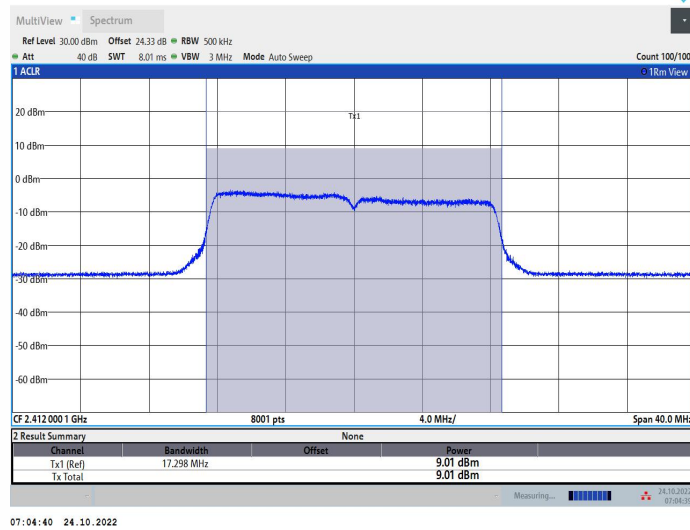 MultiView Spectrum
Ref Level 30.00 dBm Offset 24.33 dB RBW 500 kHz
Att 40 dB SWT 8.01 ms VBW 3 MHz Mode Auto Sweep Count 100/100
1 ACLR 1Rm View
Tx1
20 dBm
10 dBm
0 dBm
-10 dBm
-20 dBm
-30 dBm
-40 dBm
-50 dBm
-60 dBm
CF 2.412 000 1 GHz 8001 pts 4.0 MHz/ Span 40.0 MHz
2 Result Summary None
Channel Bandwidth Offset Power
Tx1 (Ref) 17.298 MHz 9.01 dBm
Tx Total 9.01 dBm
Measuring... 24.10.2022
07:04:39
07:04:40 24.10.2022